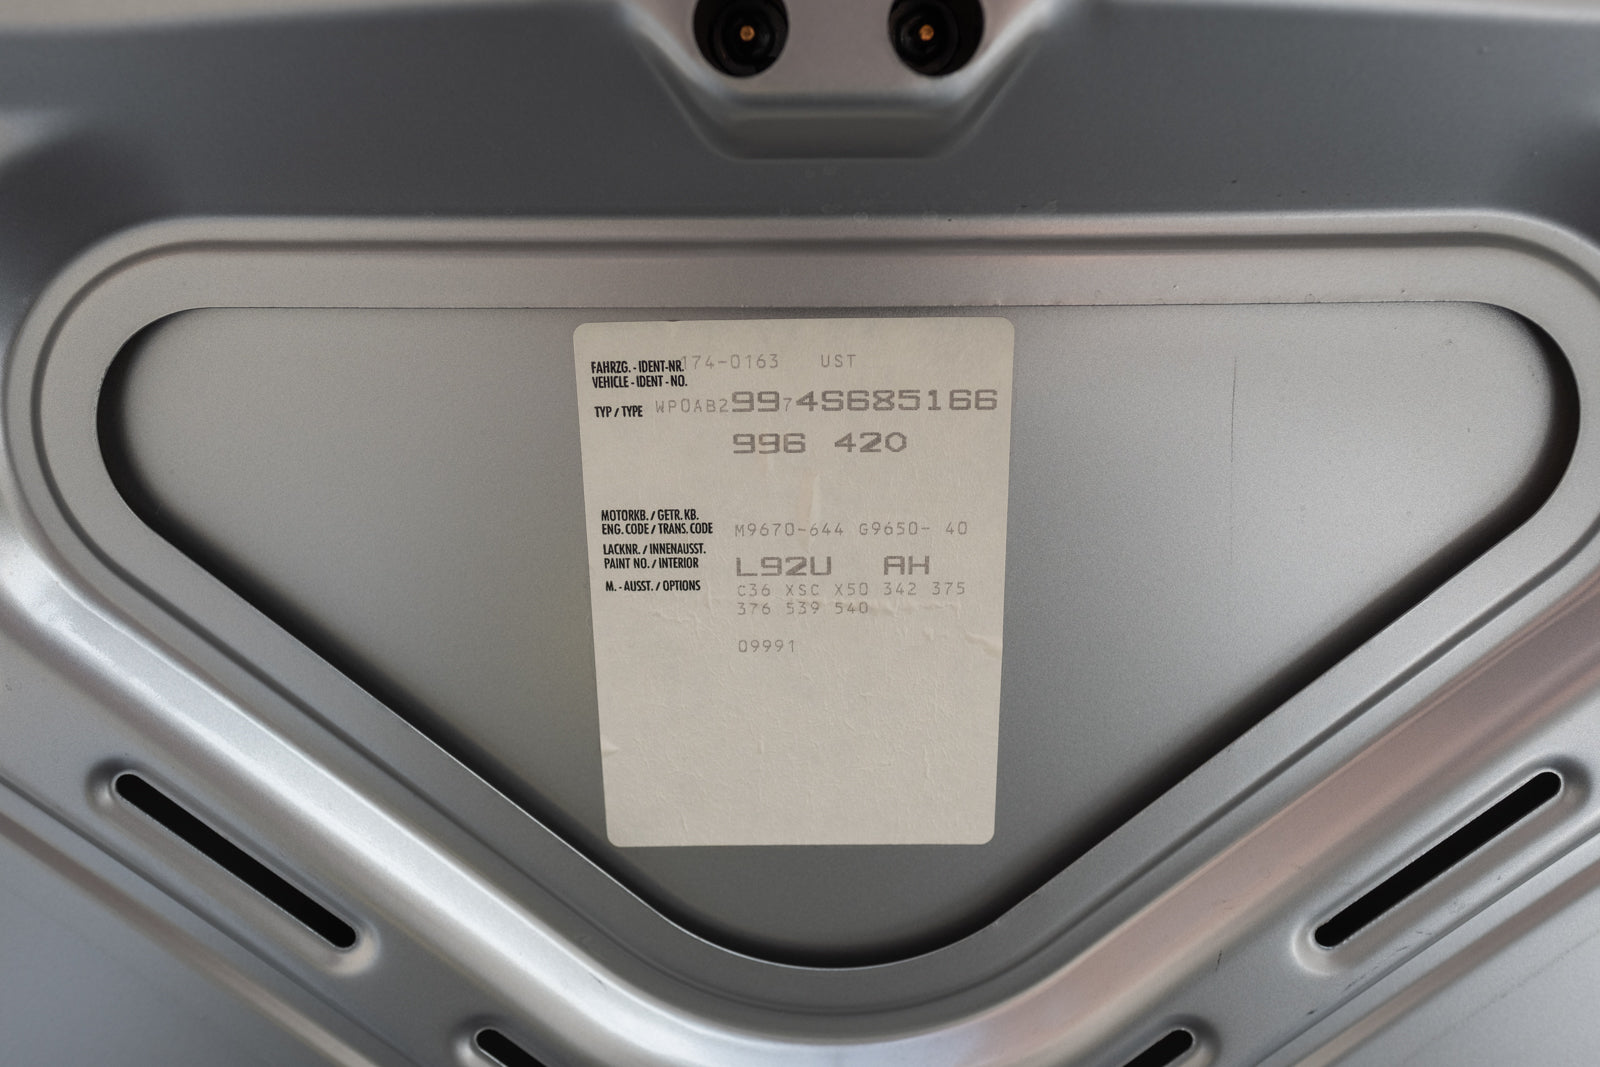 FAHRZG. - IDENT-NR. 174-0163 UST
VEHICLE - IDENT - NO.
TYP / TYPE WP0AB29974S685166
996 420
MOTORKB. / GETR. KB.
ENG. CODE / TRANS. CODE M9670-644 G9650- 40
LACKNR. / INNENAUSST.
PAINT NO. / INTERIOR L92U AH
M. - AUSST. / OPTIONS C36 XSC X50 342 375
376 539 540
09991